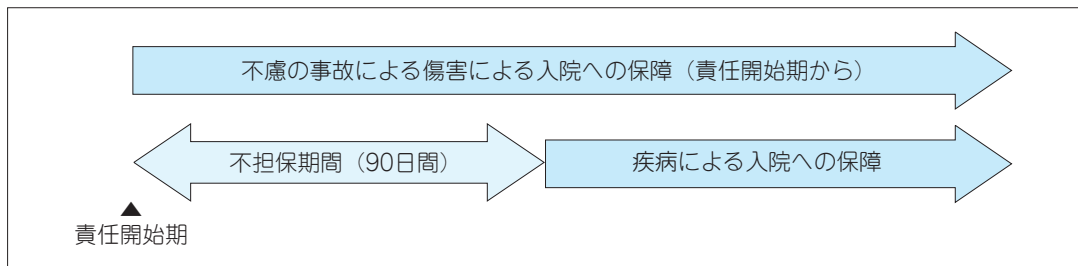 不慮の事故による傷害による入院への保障（責任開始期から）
不担保期間（90日間）
疾病による入院への保障
責任開始期